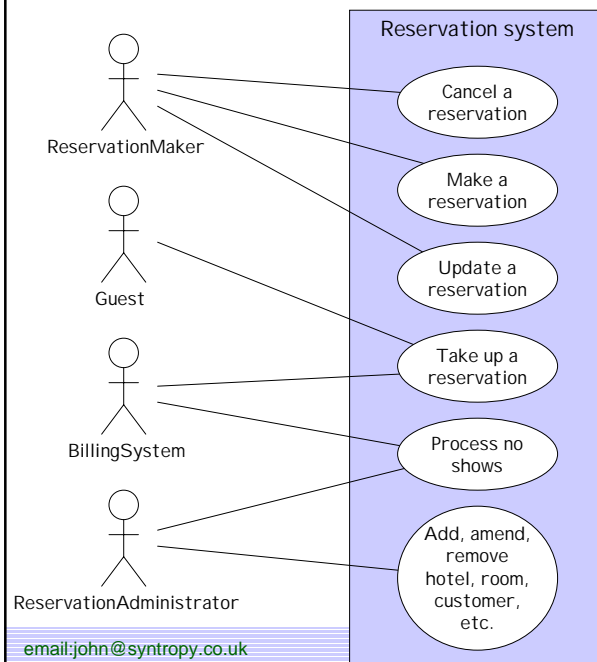 Reservation system
Cancel a
reservation
ReservationMaker
Make a
reservation
Update a
reservation
Guest
Take up a
reservation
BillingSystem
Process no
shows
Add, amend,
remove
hotel, room,
customer,
etc.
ReservationAdministrator
email:john@syntropy.co.uk